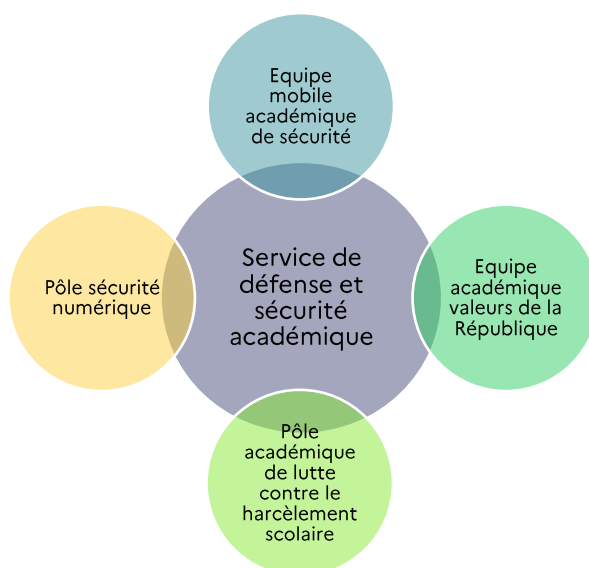 Equipe
mobile
académique
de sécurité
Service de
défense et
sécurité
académique
Pôle sécurité
numérique
Equipe
académique
valeurs de la
République
Pôle
académique
de lutte
contre le
harcèlement
scolaire